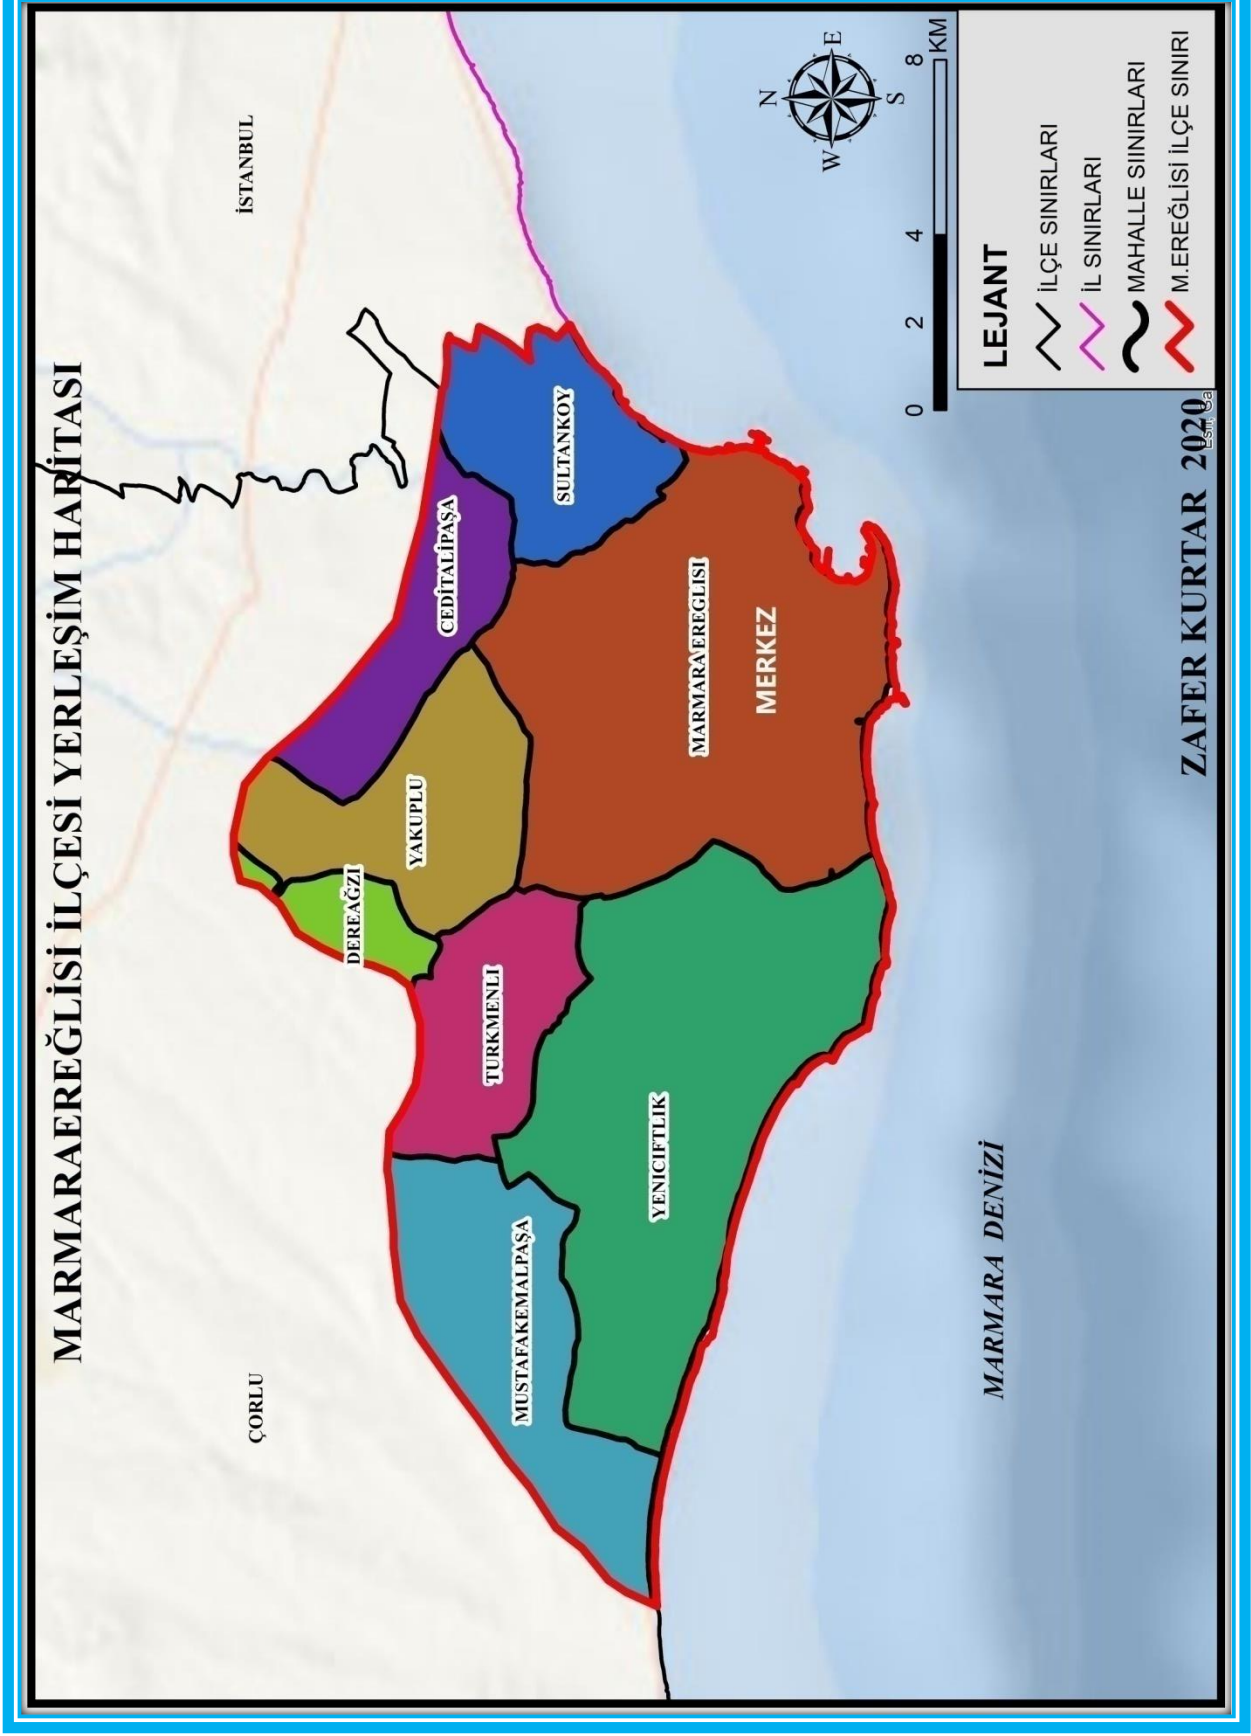 MARMARAEREĞLİSİ İLÇESİ YERLEŞİM HARİTASI
ÇORLU
İSTANBUL
DEREAĞZI
YAKUPLU
CEDİTALİPAŞA
TURKMENLI
SULTANKOY
MUSTAFAKEMALPAŞA
YENICIFTLIK
MARMARAEREGLISI
MERKEZ
MARMARA DENİZİ
N
W
E
S
0
2
4
8
KM
LEJANT
İLÇE SINIRLARI
İL SINIRLARI
MAHALLE SIINIRLARI
M.EREĞLİSİ İLÇE SINIRI
ZAFER KURTAR 2020